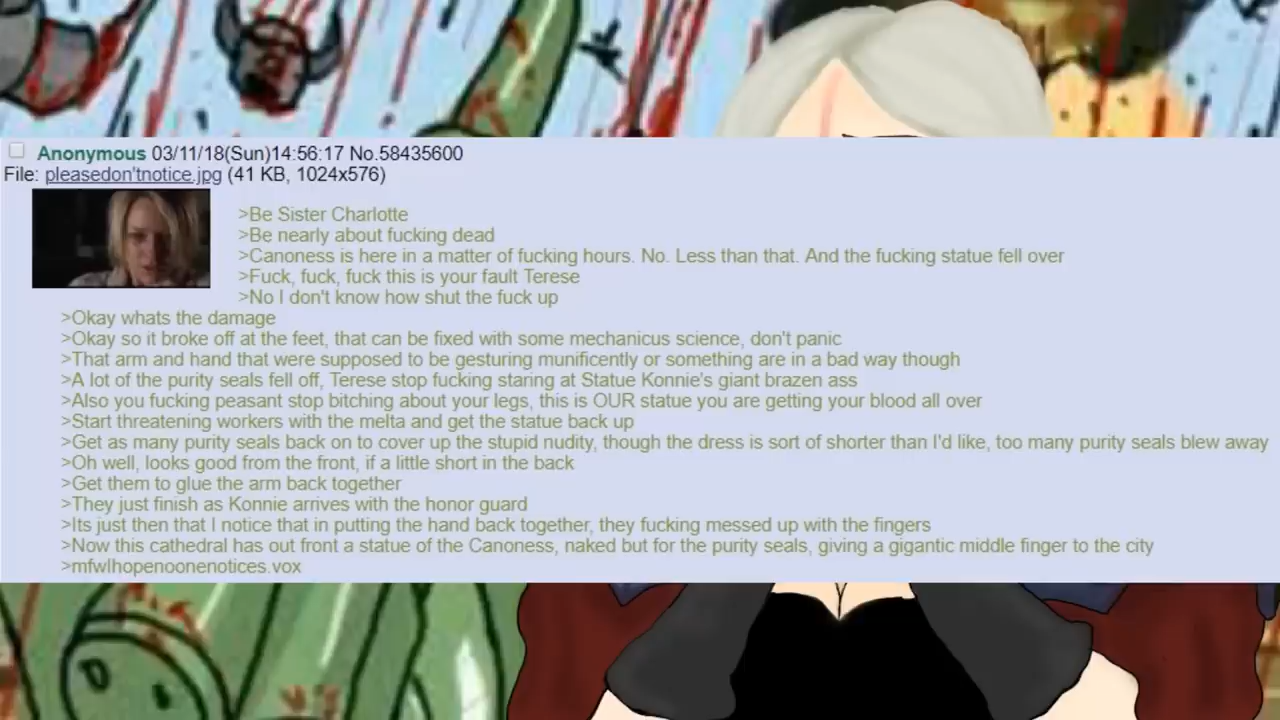 Anonymous 03/11/18(Sun)14:56:17 No.58435600
File: pleasedon'tnotice.jpg (41 KB, 1024x576)
>Be Sister Charlotte
>Be nearly about fucking dead
>Canoness is here in a matter of fucking hours. No. Less than that. And the fucking statue fell over
>Fuck, fuck, fuck this is your fault Terese
>No I don't know how shut the fuck up
>Okay whats the damage
>Okay so it broke off at the feet, that can be fixed with some mechanicus science, don't panic
>That arm and hand that were supposed to be gesturing munificently or something are in a bad way though
>A lot of the purity seals fell off, Terese stop fucking staring at Statue Konnie's giant brazen ass
>Also you fucking peasant stop bitching about your legs, this is OUR statue you are getting your blood all over
>Start threatening workers with the melta and get the statue back up
>Get as many purity seals back on to cover up the stupid nudity, though the dress is sort of shorter than I'd like, too many purity seals blew away
>Oh well, looks good from the front, if a little short in the back
>Get them to glue the arm back together
>They just finish as Konnie arrives with the honor guard
>Its just then that I notice that in putting the hand back together, they fucking messed up with the fingers
>Now this cathedral has out front a statue of the Canoness, naked but for the purity seals, giving a gigantic middle finger to the city
>mfwIhopenoonenotices.vox